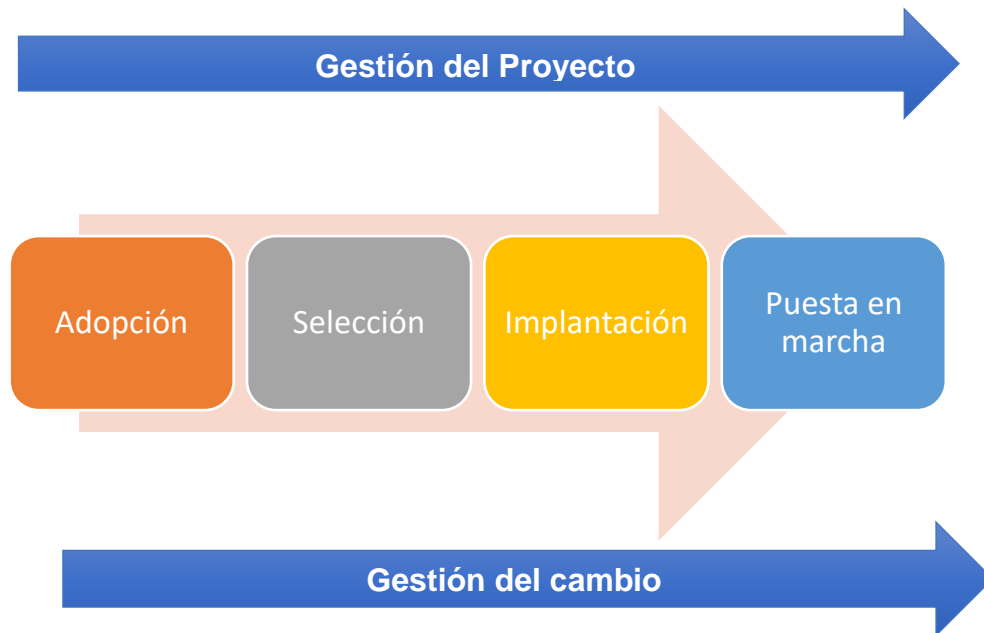 Gestión del Proyecto
Adopción
Selección
Implantación
Puesta en
marcha
Gestión del cambio